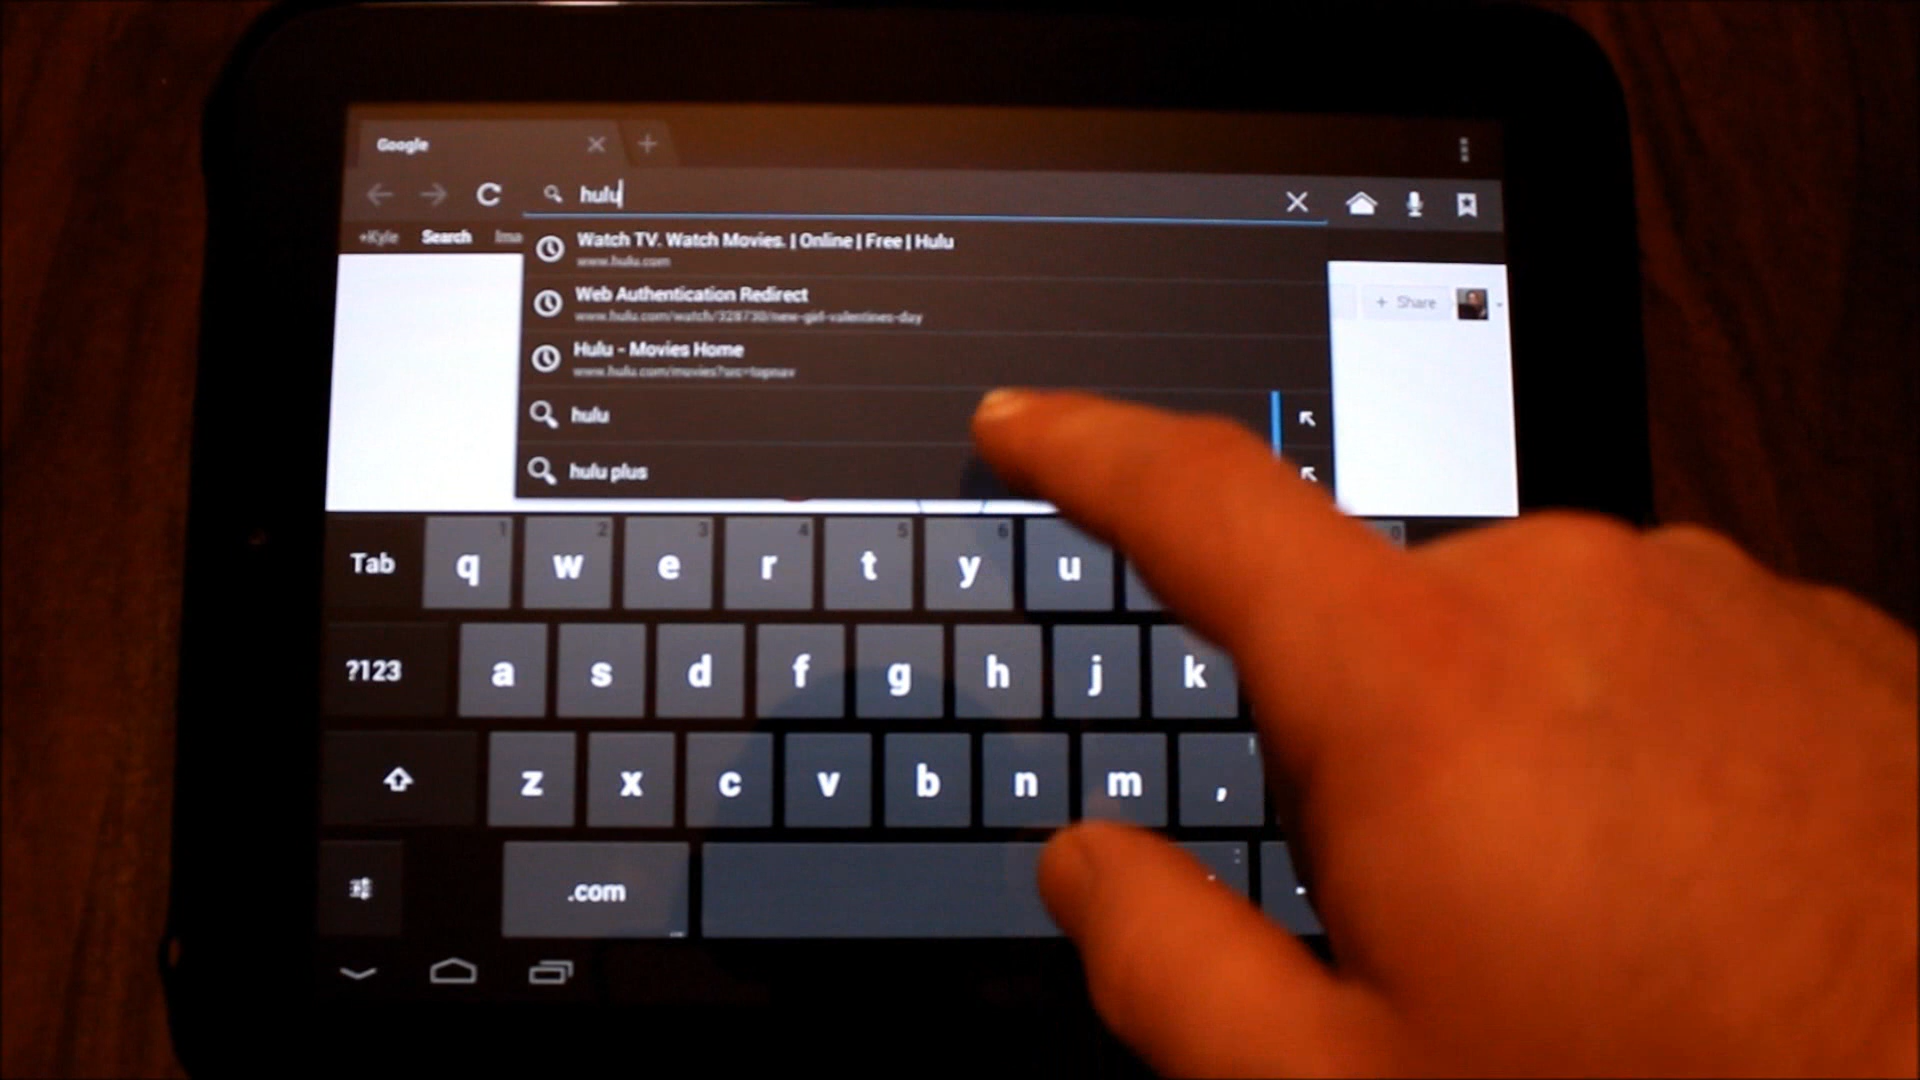 Google
hulu
+Kyle Search Ima
Watch TV. Watch Movies. | Online | Free | Hulu
www.hulu.com
Web Authentication Redirect
www.hulu.com/watch/328730/new-girl-valentines-day
Hulu - Movies Home
www.hulu.com/movies?src=topnav
+ Share
hulu
hulu plus
1 2 3 4 5 6 0
Tab q w e r t y u
?123 a s d f g h j k
!
z x c v b n m ,
:
.com . -
...